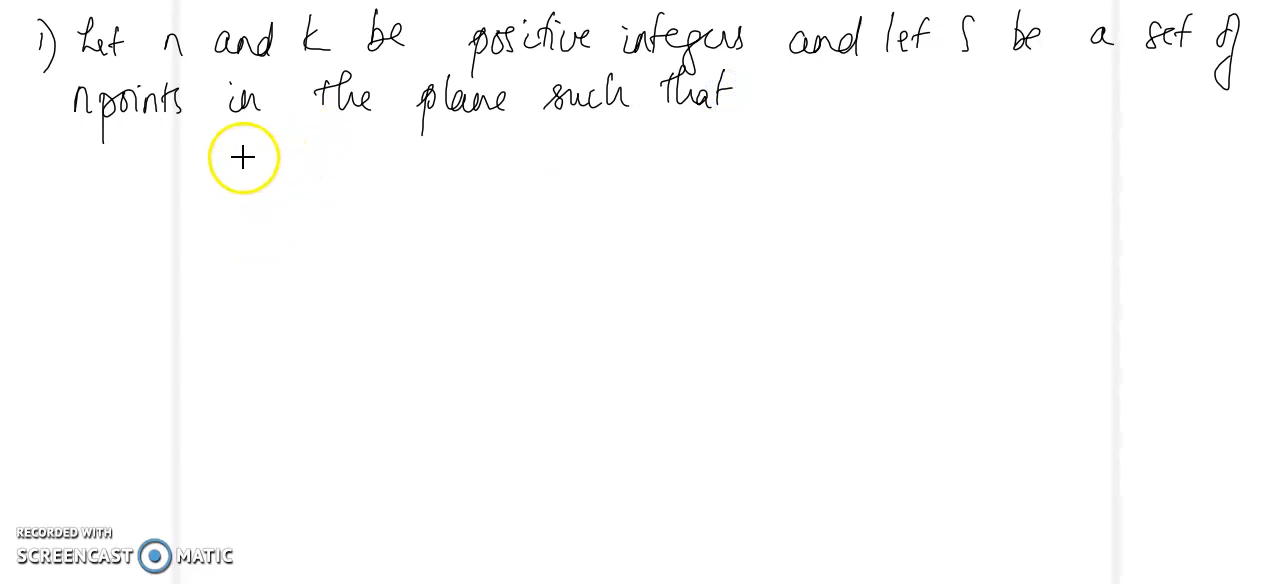 i) Let n and k be positive integers and let S be a set of
n points in the plane such that
RECORDED WITH
SCREENCAST MATIC